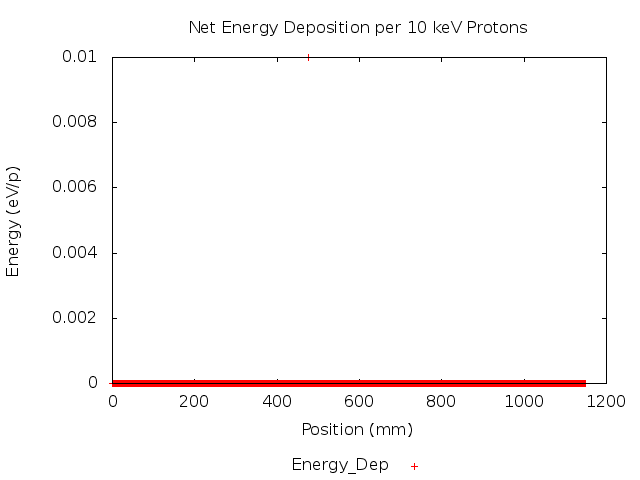 Net Energy Deposition per 10 keV Protons
0.01
0.008
0.006
0.004
0.002
0
Energy (eV/p)
0 200 400 600 800 1000 1200
Position (mm)
Energy_Dep